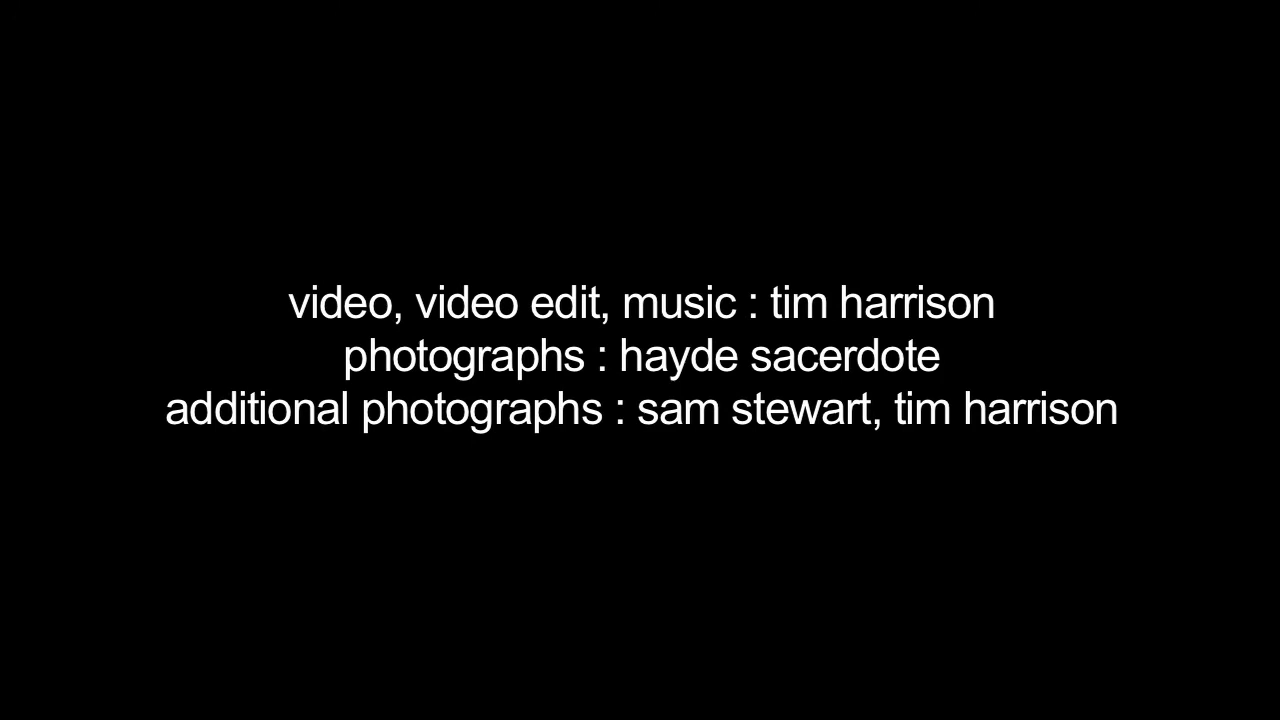 video, video edit, music : tim harrison
photographs : hayde sacerdote
additional photographs : sam stewart, tim harrison